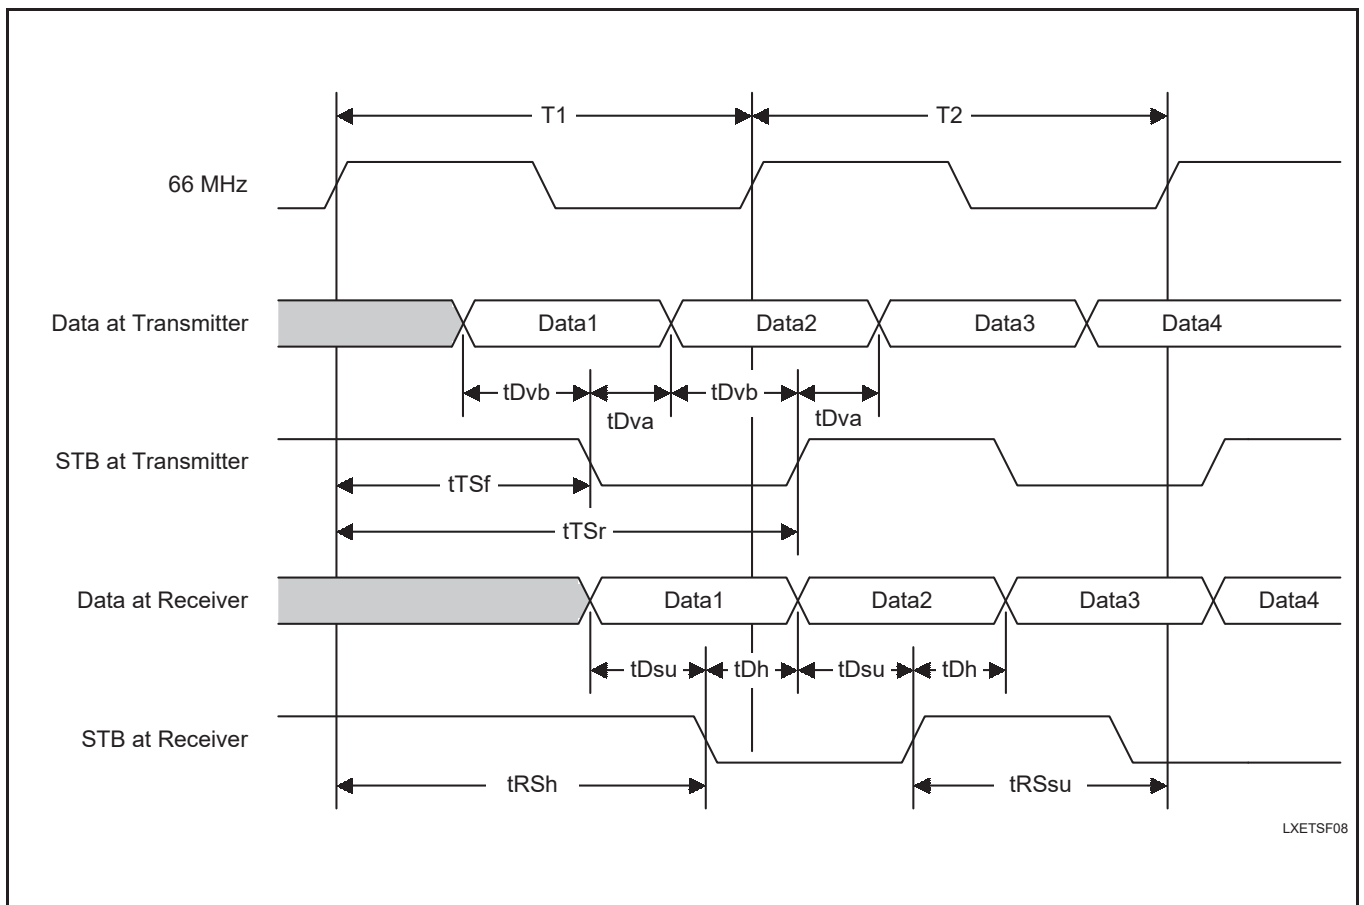 T1 T2
66 MHz
Data at Transmitter Data1 Data2 Data3 Data4
tDvb tDvb
tDva tDva
STB at Transmitter
tTSf
tTSr
Data at Receiver Data1 Data2 Data3 Data4
tDsu tDh tDsu tDh
STB at Receiver
tRSh tRSsu
LXETSF08